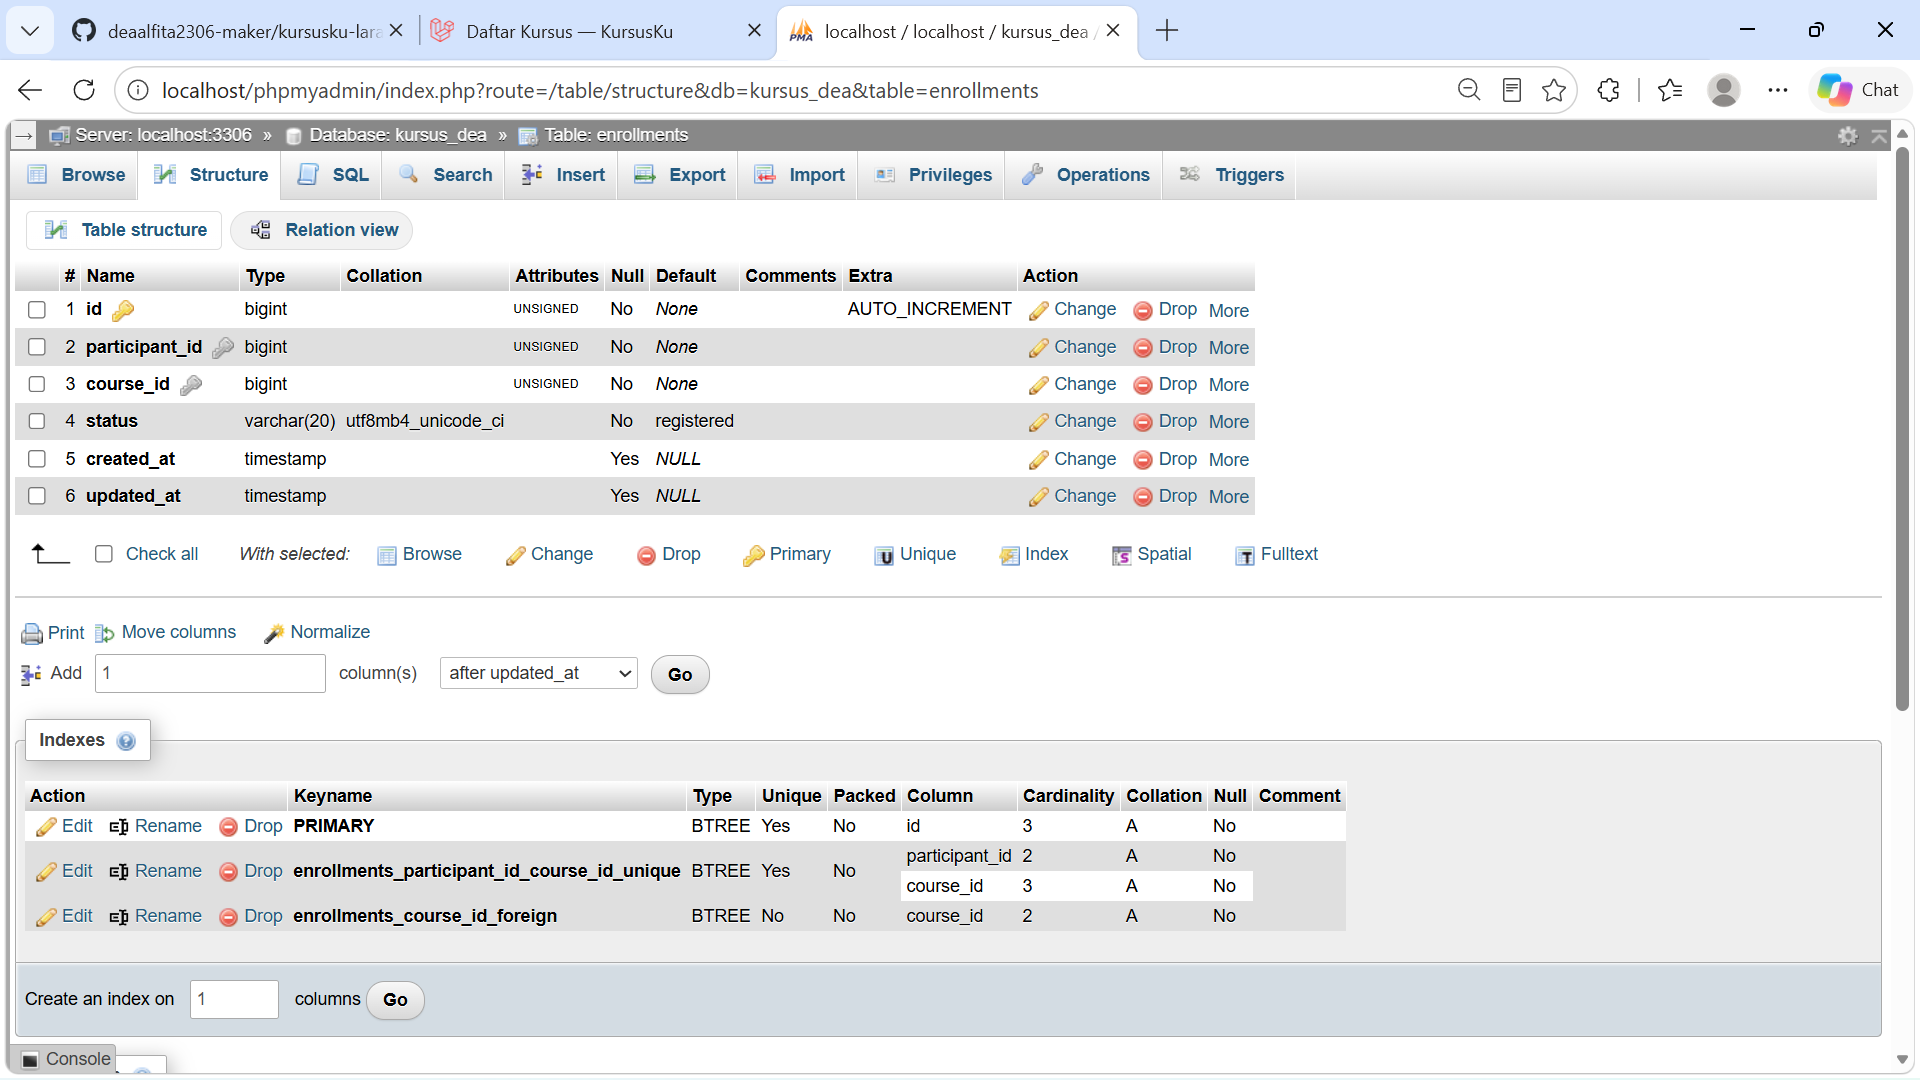 deaalfita2306-maker/kursusku-lara
Daftar Kursus — KursusKu
localhost / localhost / kursus_dea /
localhost/phpmyadmin/index.php?route=/table/structure&db=kursus_dea&table=enrollments
Chat
Server: localhost:3306 » Database: kursus_dea » Table: enrollments
Browse Structure SQL Search Insert Export Import Privileges Operations Triggers
Table structure Relation view
# Name Type Collation Attributes Null Default Comments Extra Action
1 id bigint UNSIGNED No None AUTO_INCREMENT Change Drop More
2 participant_id bigint UNSIGNED No None Change Drop More
3 course_id bigint UNSIGNED No None Change Drop More
4 status varchar(20) utf8mb4_unicode_ci No registered Change Drop More
5 created_at timestamp Yes NULL Change Drop More
6 updated_at timestamp Yes NULL Change Drop More
Check all With selected: Browse Change Drop Primary Unique Index Spatial Fulltext
Print Move columns Normalize
Add 1 column(s) after updated_at Go
Indexes
Action Keyname Type Unique Packed Column Cardinality Collation Null Comment
Edit Rename Drop PRIMARY BTREE Yes No id 3 A No
Edit Rename Drop enrollments_participant_id_course_id_unique BTREE Yes No participant_id 2 A No
course_id 3 A No
Edit Rename Drop enrollments_course_id_foreign BTREE No No course_id 2 A No
Create an index on 1 columns Go
Console